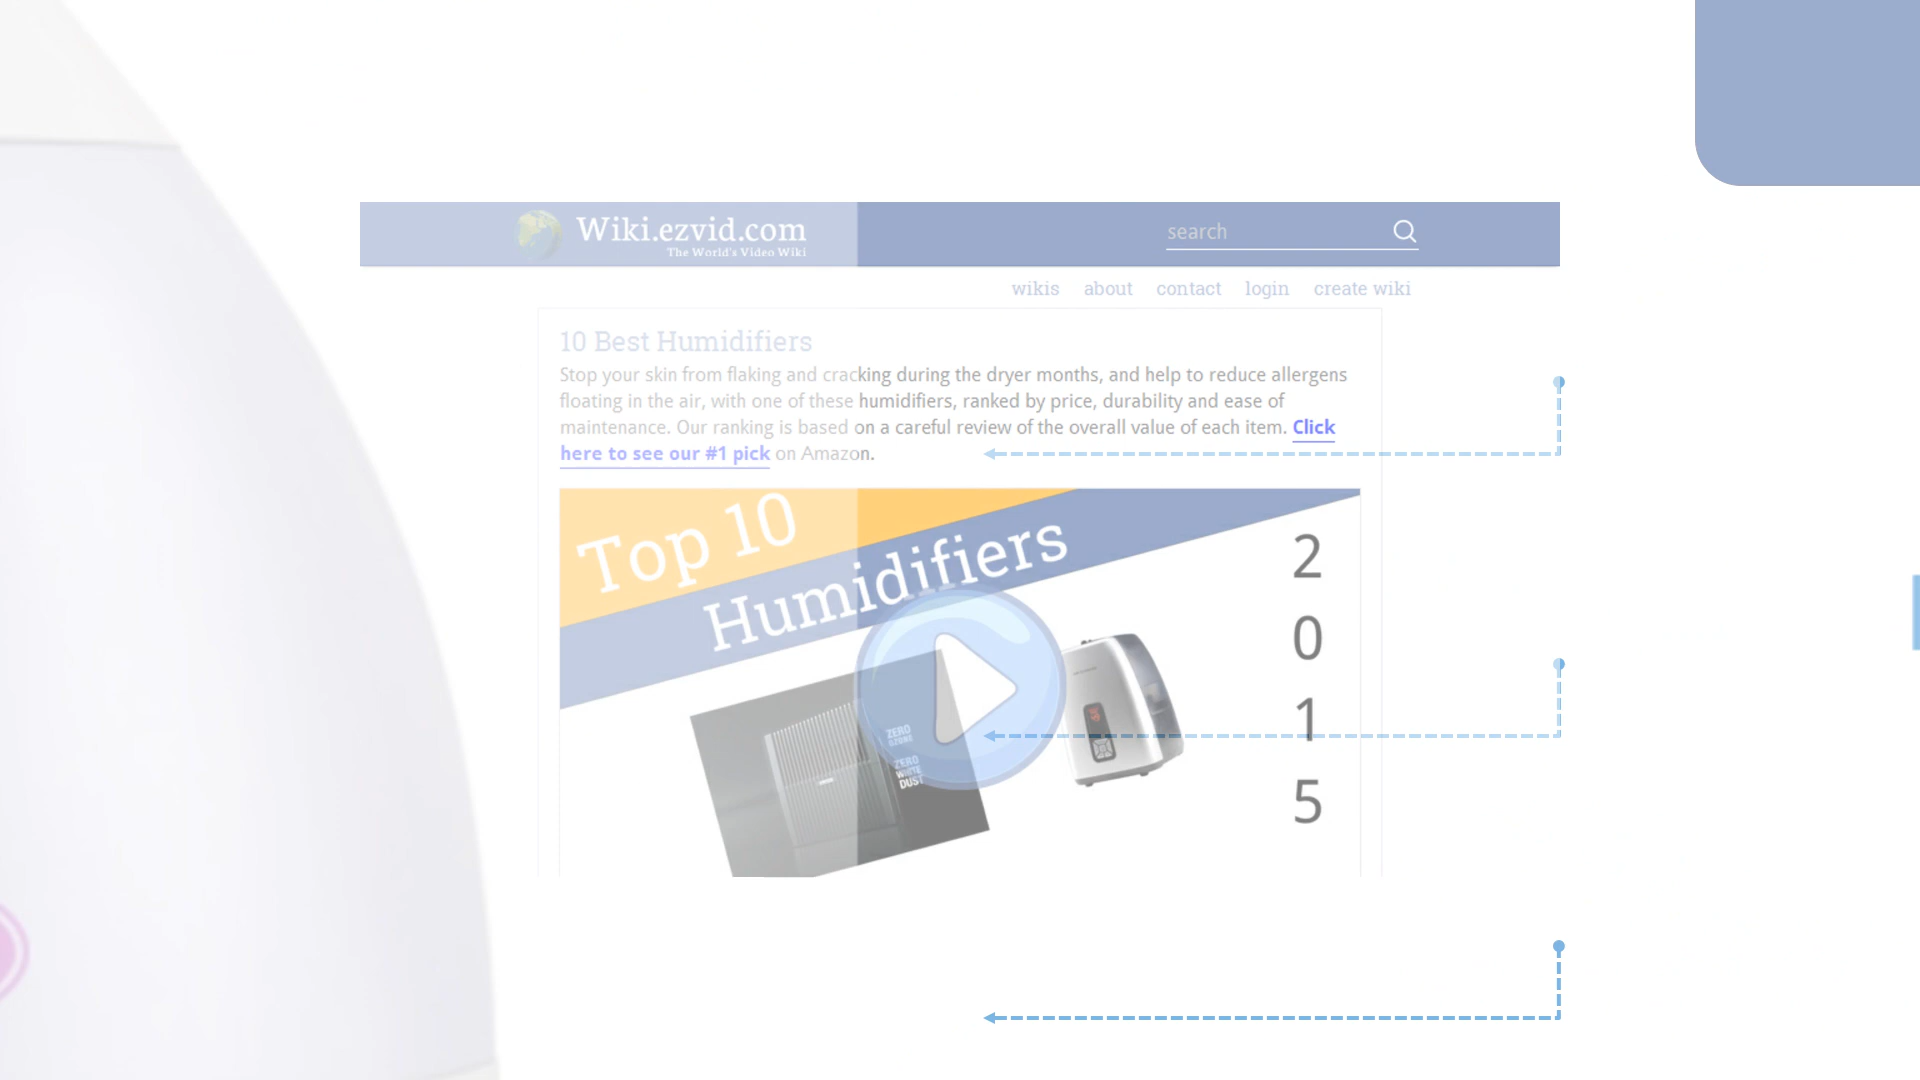 Wiki.ezvid.com
The World's Video Wiki
search
wikis about contact login create wiki
10 Best Humidifiers
Stop your skin from flaking and cracking during the dryer months, and help to reduce allergens
floating in the air, with one of these humidifiers, ranked by price, durability and ease of
maintenance. Our ranking is based on a careful review of the overall value of each item. Click
here to see our #1 pick on Amazon.
Top 10
Humidifiers
2
0
1
5
ZERO
OZONE
ZERO
WHITE
DUST